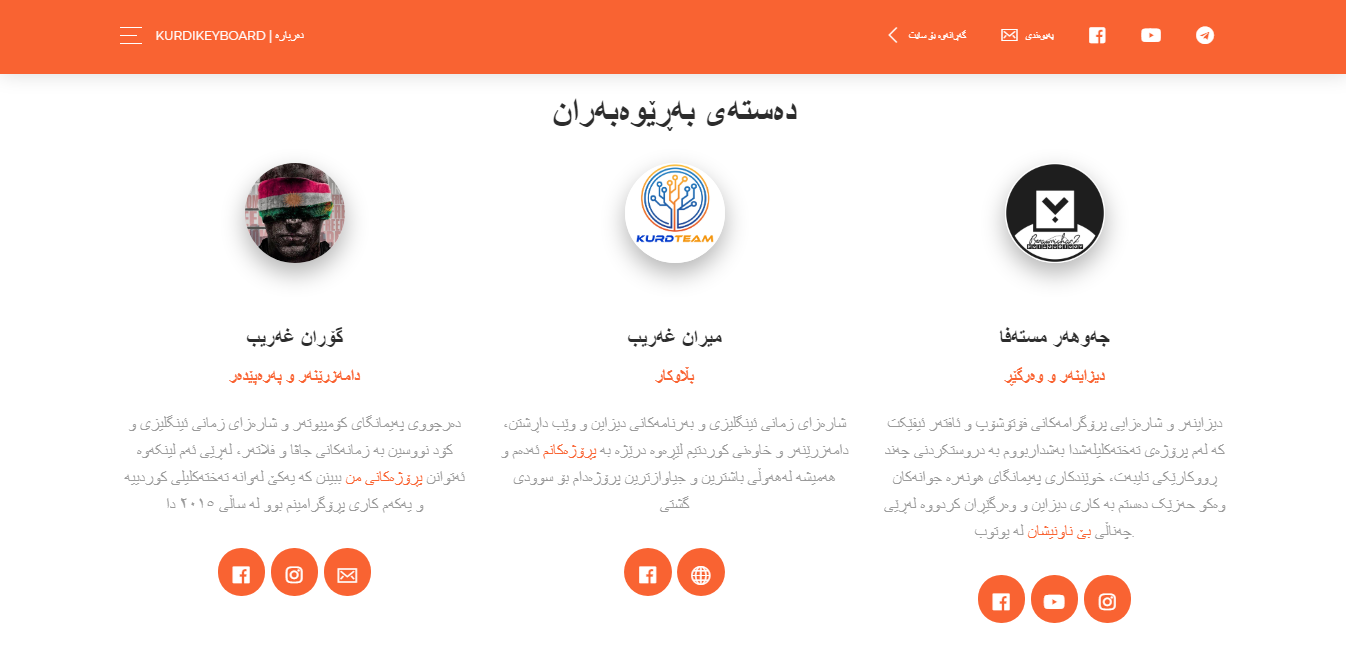 KURDIKEYBOARD | دەربارە
گەڕانەوە بۆ سایت
پەیوەندی
دەستەی بەڕێوەبەران
KURDTEAM
گۆران غەریب
دامەزرێنەر و پەرەپێدەر
دەرچووی پەیمانگای کۆمپیوتەر و شارەزای زمانی ئینگلیزی و
کۆد نووسین بە زمانەکانی جاڤا و فلاتەر، لەڕێی ئەم لینکەوە
ئەتوانن پڕۆژەکانی من ببینن کە یەکێ لەوانە تەختەکلیلی کوردییە
و یەکەم کاری پڕۆگرامینم بوو لە ساڵی ٢٠١٥ دا
میران غەریب
بڵاوکار
شارەزای زمانی ئینگلیزی و بەرنامەکانی دیزاین و وێب داڕشتن،
دامەزرێنەر و خاوەنی کوردتیم لێرەوە درێژە بە پڕۆژەکانم ئەدەم و
هەمیشە لەهەوڵی باشترین و جیاوازترین پرۆژەدام بۆ سوودی
گشتی
جەوهەر مستەفا
دیزاینەر و وەرگێڕ
دیزاینەر و شارەزایی پرۆگرامەکانی فۆتۆشۆپ و ئافتەر ئیفێکت
کە لەم پرۆژەی تەختەکلیلەشدا بەشداربووم بە دروستکردنی چەند
ڕووکارێکی تایبەت، خوێندکاری پەیمانگای هونەرە جوانەکان
وەکو حەزێک دەستم بە کاری دیزاین و وەرگێڕان کردووە لەڕێی
چەناڵی بێ ناونیشان لە یوتوب.